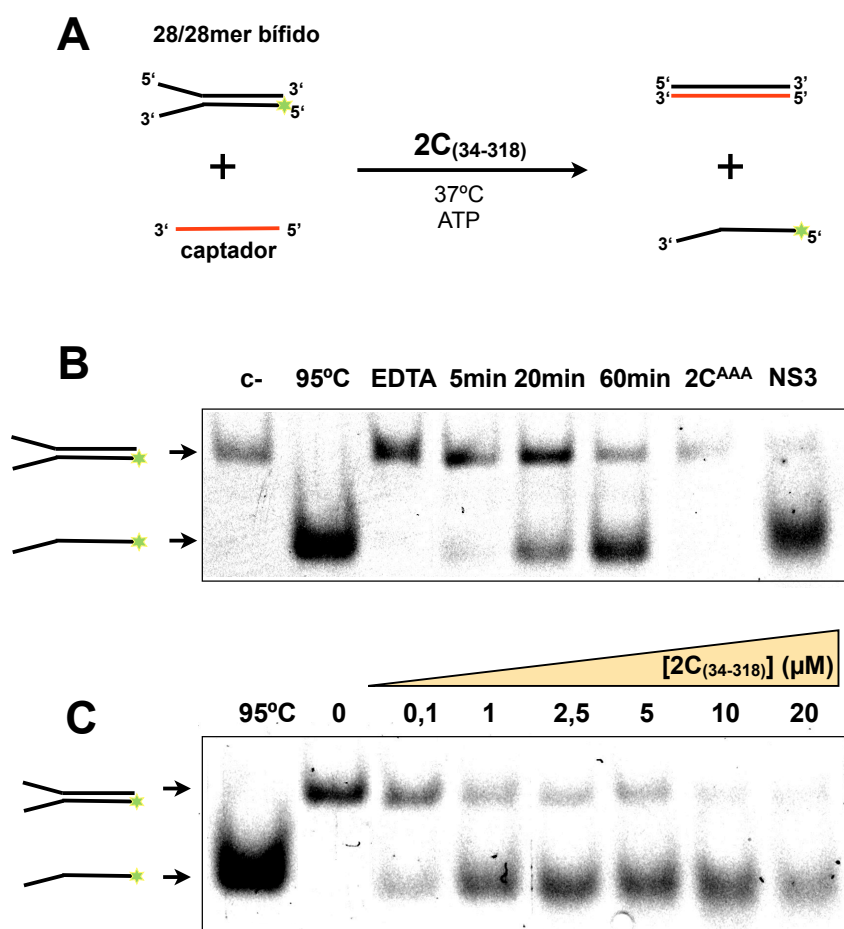 A
28/28mer bífido
5‘ 3‘
5‘
3‘
+
3‘ 5‘
captador
2C(34-318)
37ºC
ATP
5‘ 3’
3‘ 5’
+
3‘ 5‘
B
c- 95ºC EDTA 5min 20min 60min 2C^AAA NS3
[2C(34-318)] (µM)
C
95ºC 0 0,1 1 2,5 5 10 20